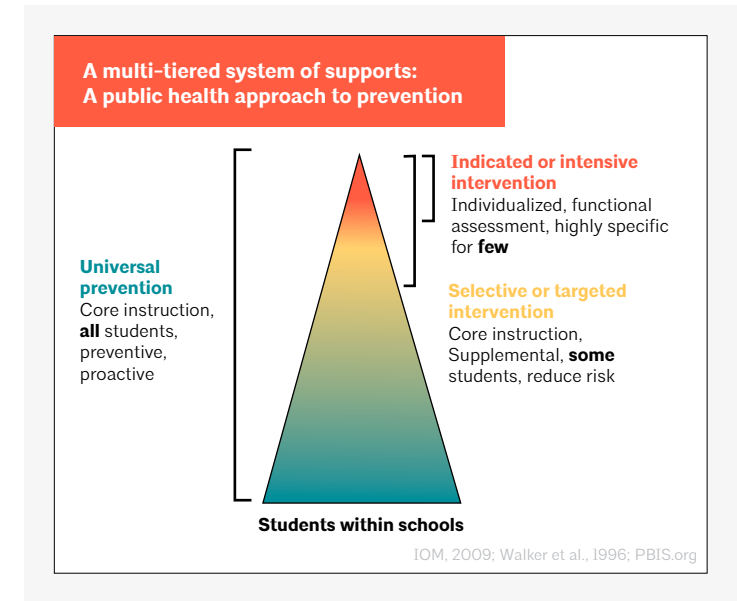 A multi-tiered system of supports:
A public health approach to prevention
Universal
prevention
Core instruction,
all students,
preventive,
proactive
Indicated or intensive
intervention
Individualized, functional
assessment, highly specific
for few
Selective or targeted
intervention
Core instruction,
Supplemental, some
students, reduce risk
Students within schools
IOM, 2009; Walker et al., 1996; PBIS.org